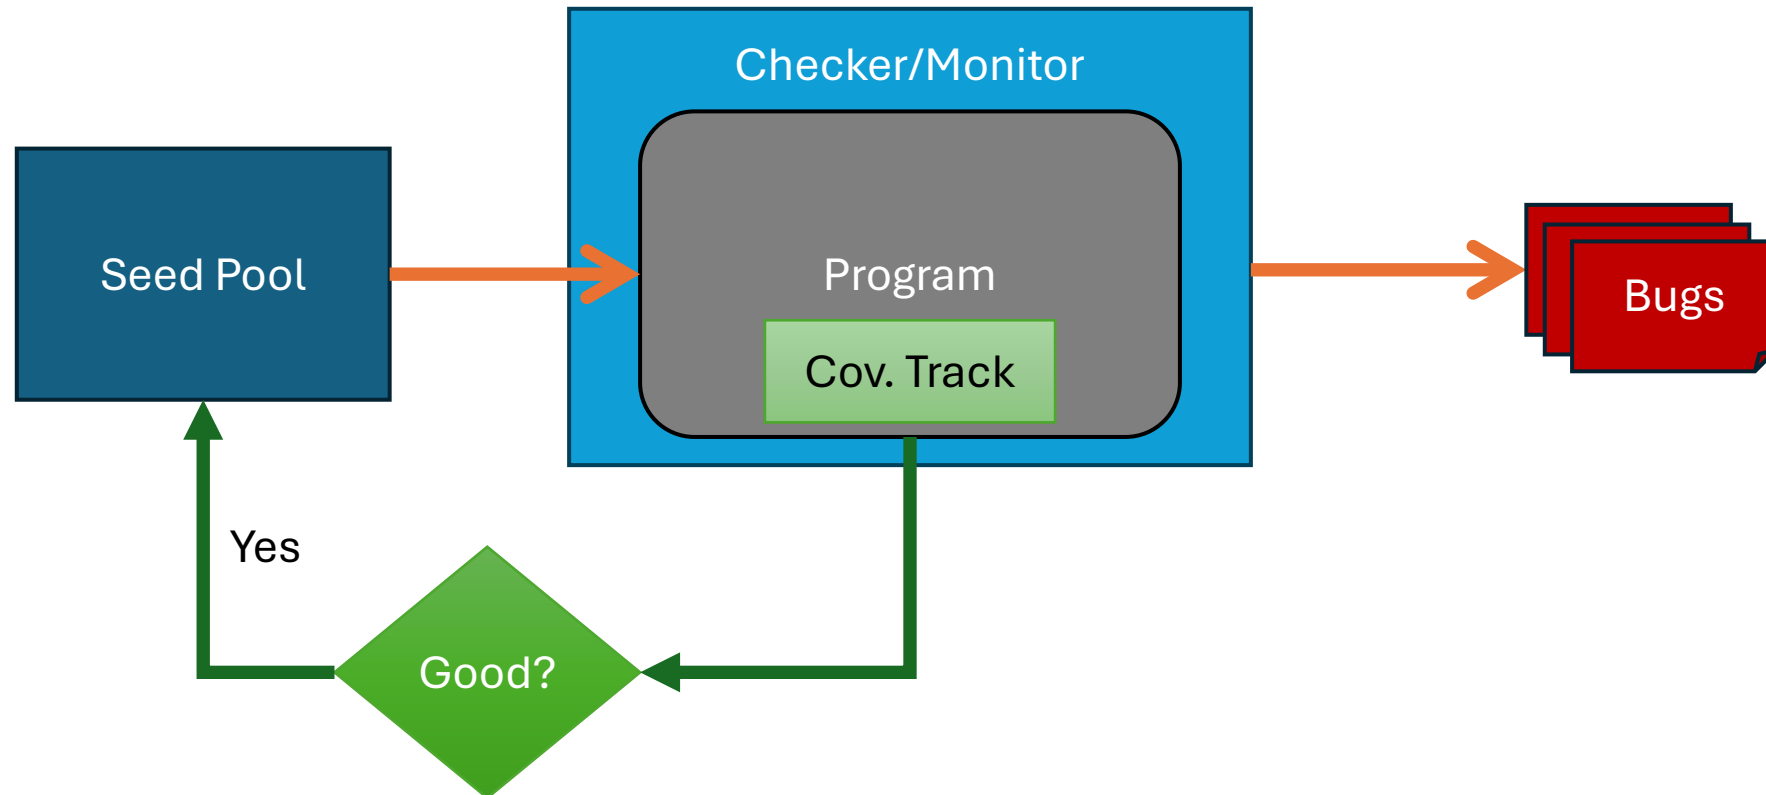 Checker/Monitor
Seed Pool
Program
Bugs
Cov. Track
Yes
Good?